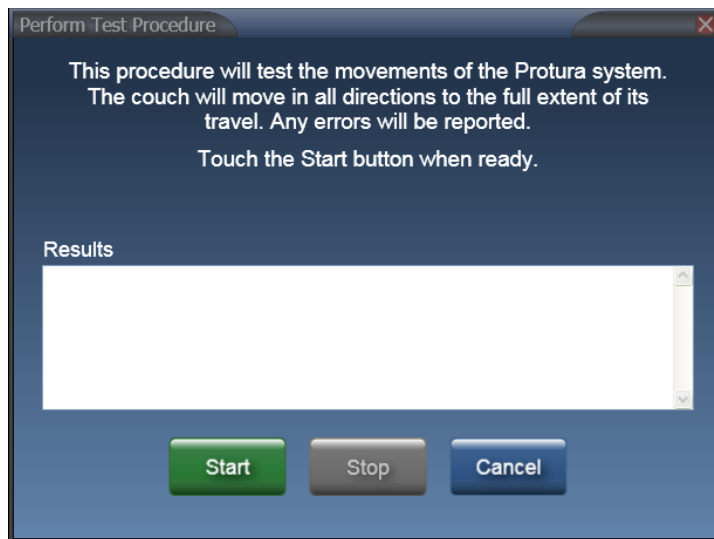 Perform Test Procedure
This procedure will test the movements of the Protura system.
The couch will move in all directions to the full extent of its
travel. Any errors will be reported.
Touch the Start button when ready.
Results
Start Stop Cancel